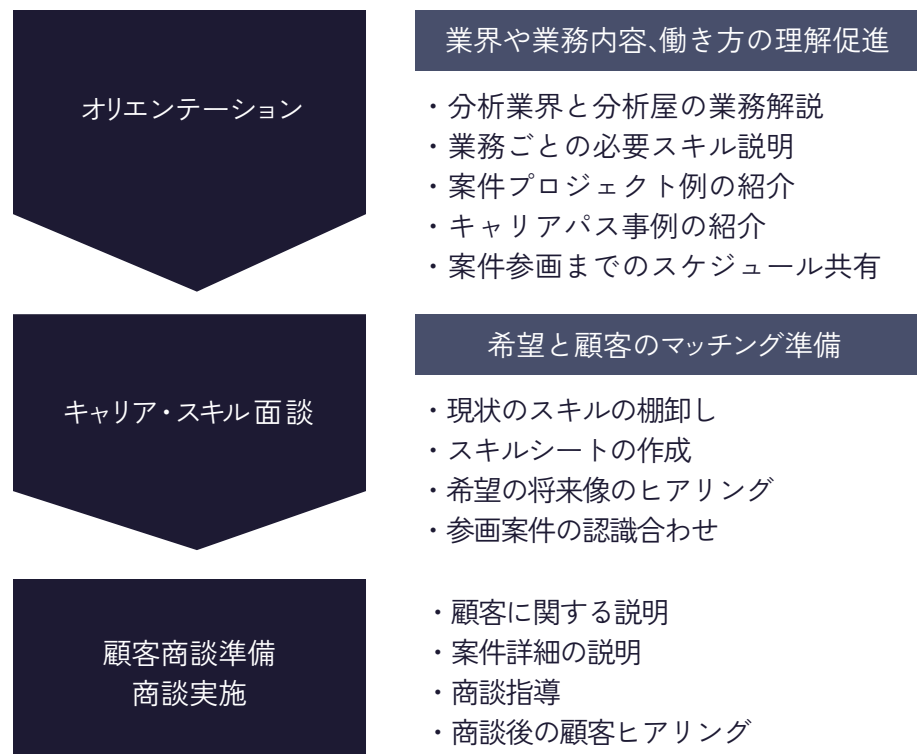 オリエンテーション
業界や業務内容、働き方の理解促進
・分析業界と分析屋の業務解説
・業務ごとの必要スキル説明
・案件プロジェクト例の紹介
・キャリアパス事例の紹介
・案件参画までのスケジュール共有
キャリア・スキル面談
希望と顧客のマッチング準備
・現状のスキルの棚卸し
・スキルシートの作成
・希望の将来像のヒアリング
・参画案件の認識合わせ
顧客商談準備
商談実施
・顧客に関する説明
・案件詳細の説明
・商談指導
・商談後の顧客ヒアリング